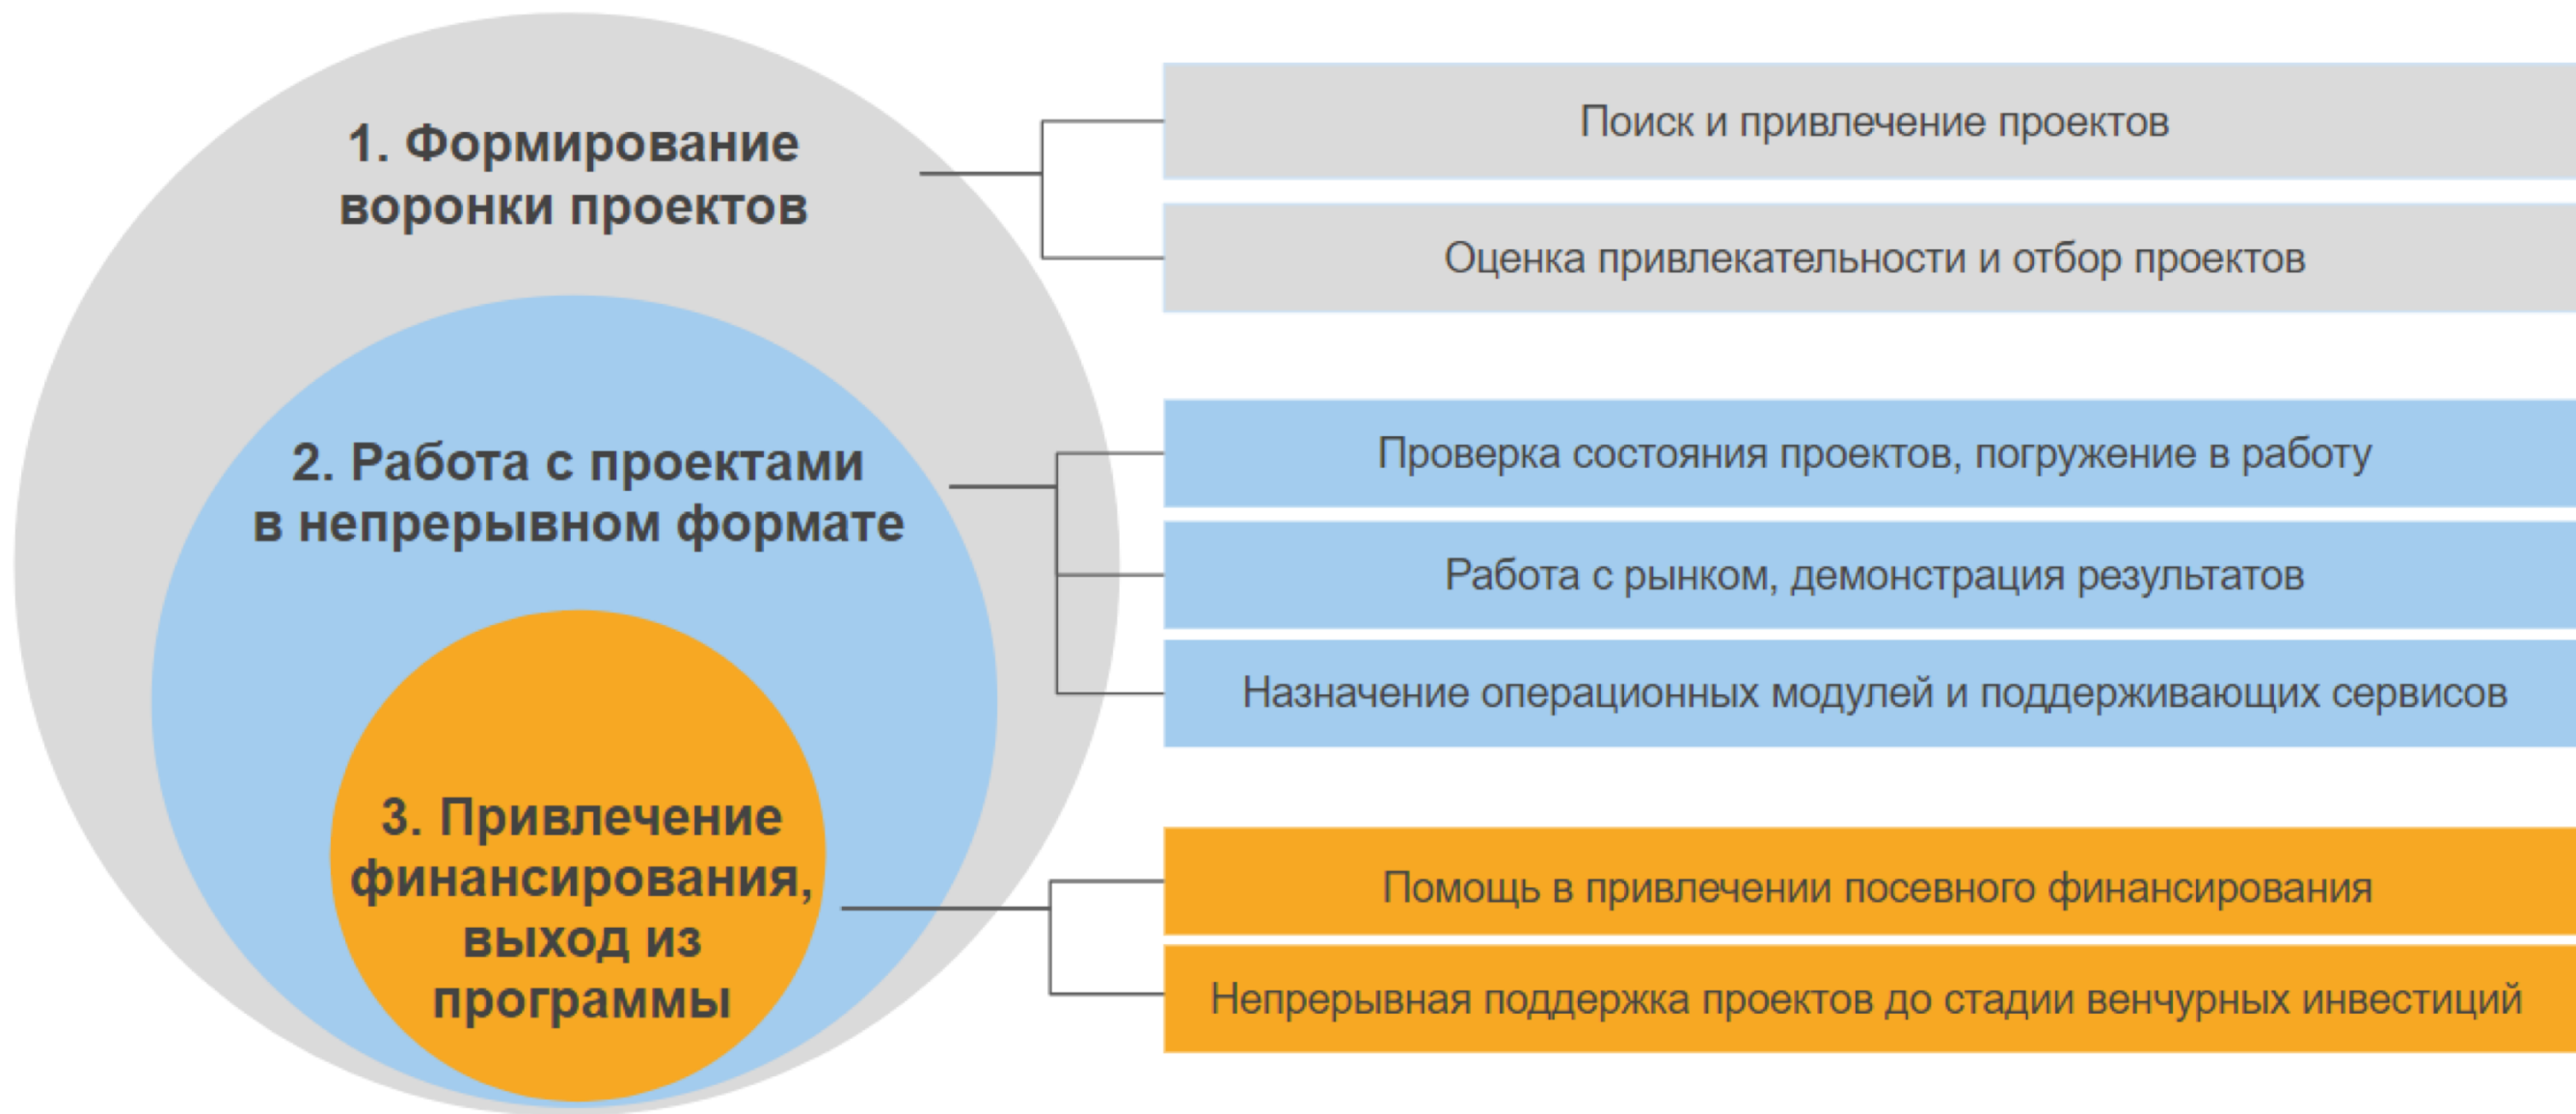 1. Формирование
воронки проектов
Поиск и привлечение проектов
Оценка привлекательности и отбор проектов
2. Работа с проектами
в непрерывном формате
Проверка состояния проектов, погружение в работу
Работа с рынком, демонстрация результатов
Назначение операционных модулей и поддерживающих сервисов
3. Привлечение
финансирования,
выход из
программы
Помощь в привлечении посевного финансирования
Непрерывная поддержка проектов до стадии венчурных инвестиций